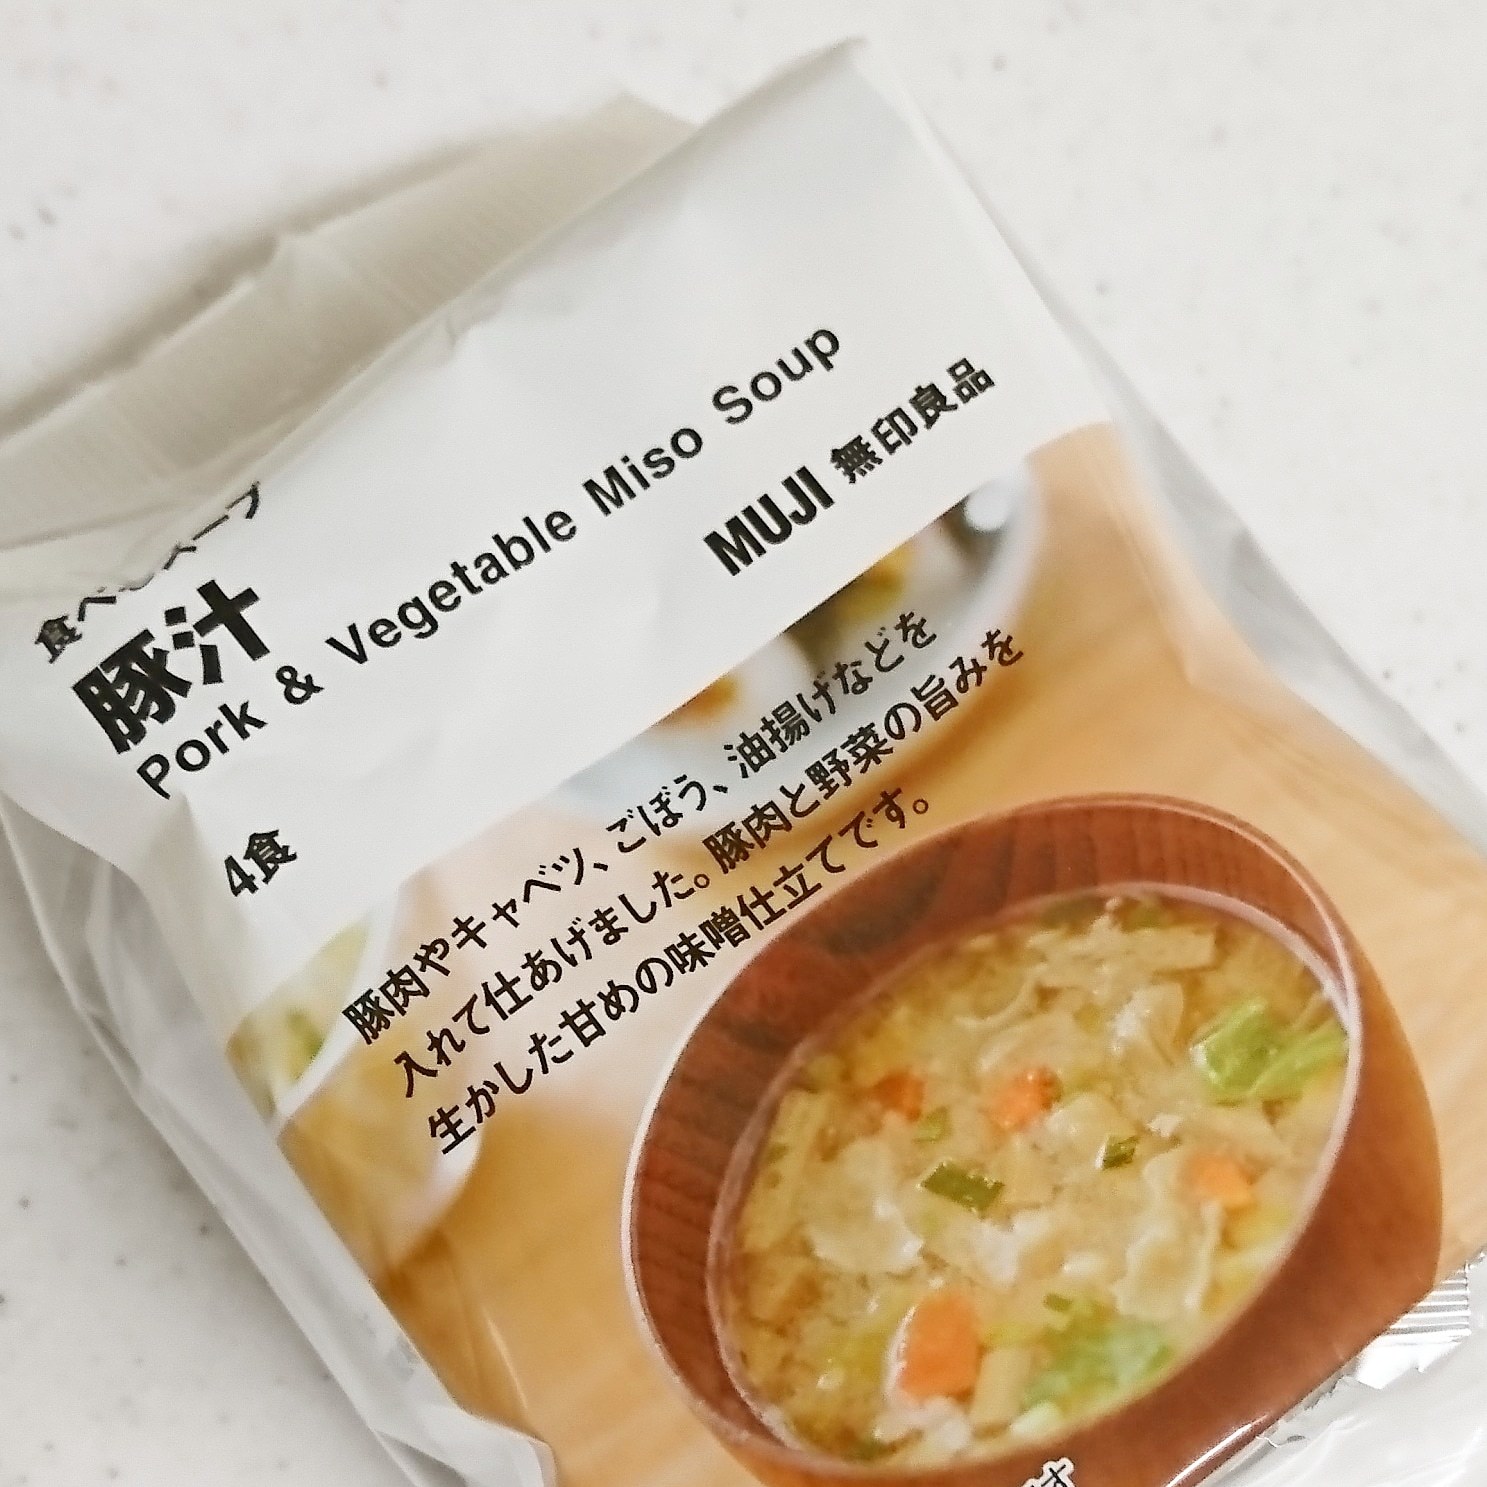 食べるスープ
豚汁
Pork & Vegetable Miso Soup
MUJI 無印良品
4食
豚肉やキャベツ、ごぼう、油揚げなどを
入れて仕あげました。豚肉と野菜の旨みを
生かした甘めの味噌仕立てです。